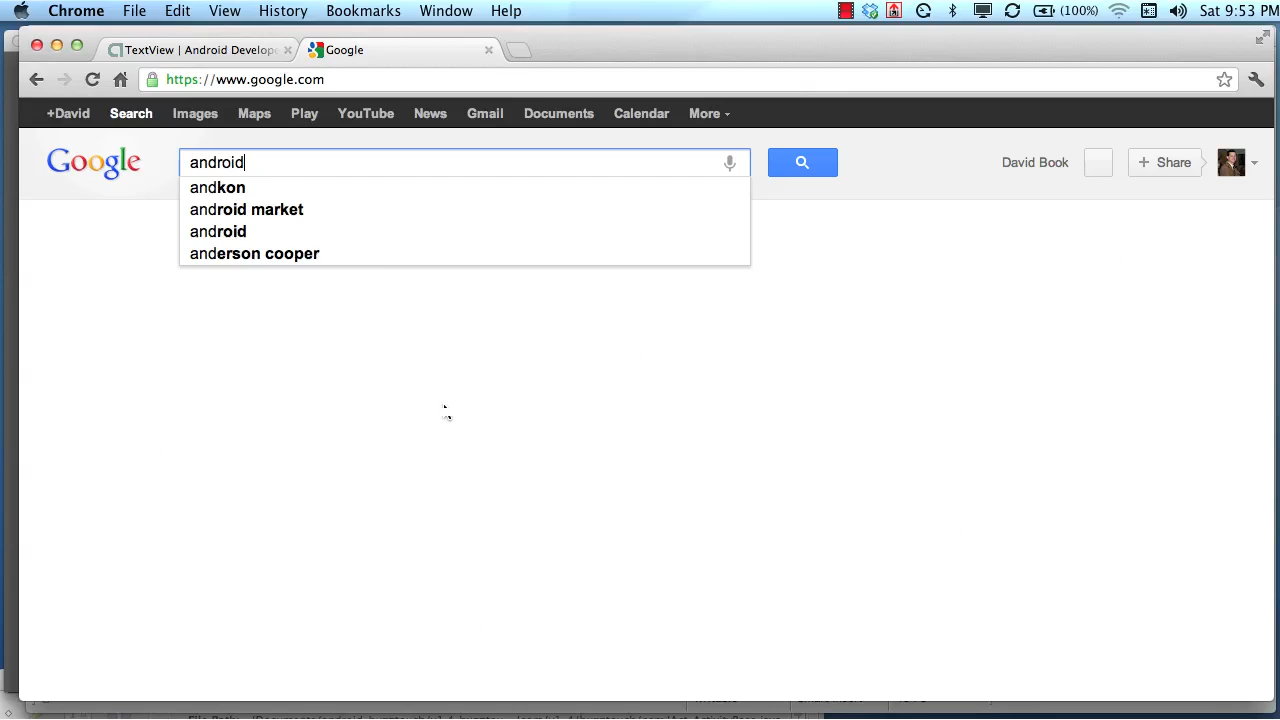 Chrome File Edit View History Bookmarks Window Help (100%) Sat 9:53 PM
TextView | Android Develop Google
https://www.google.com
+David Search Images Maps Play YouTube News Gmail Documents Calendar More
Google android David Book + Share
andkon
android market
android
anderson cooper